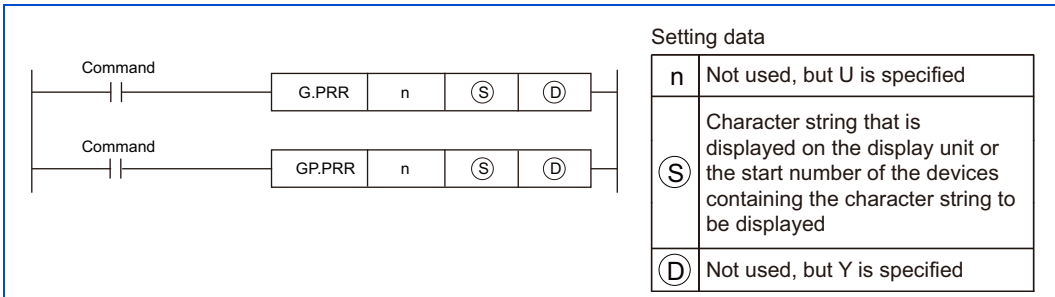 Setting data
Command
G.PRR n Ⓢ Ⓓ
Command
GP.PRR n Ⓢ Ⓓ
n Not used, but U is specified
Ⓢ Character string that is
displayed on the display unit or
the start number of the devices
containing the character string to
be displayed
Ⓓ Not used, but Y is specified